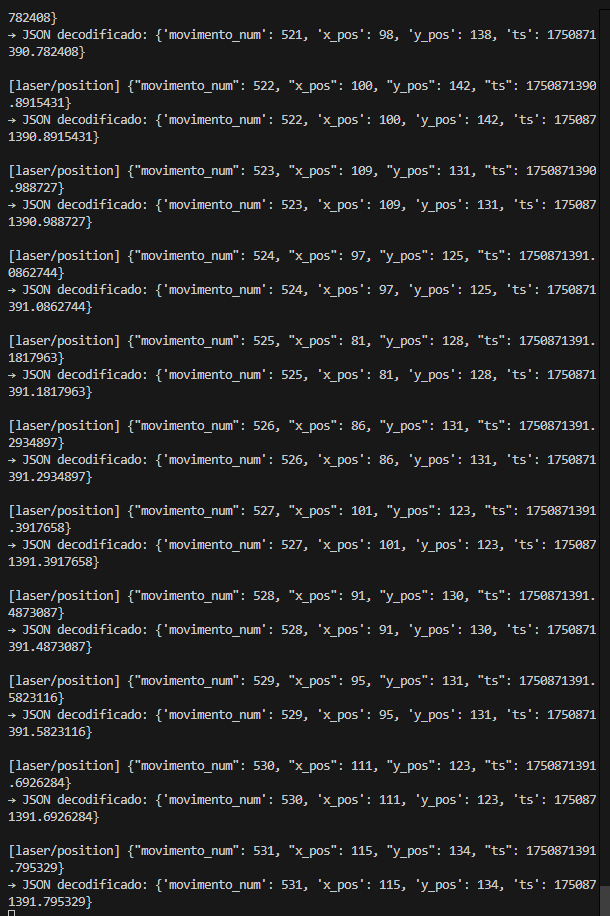 782408}
→ JSON decodificado: {'movimento_num': 521, 'x_pos': 98, 'y_pos': 138, 'ts': 1750871
390.782408}
[laser/position] {"movimento_num": 522, "x_pos": 100, "y_pos": 142, "ts": 1750871390
.8915431}
→ JSON decodificado: {'movimento_num': 522, 'x_pos': 100, 'y_pos': 142, 'ts': 175087
1390.8915431}
[laser/position] {"movimento_num": 523, "x_pos": 109, "y_pos": 131, "ts": 1750871390
.988727}
→ JSON decodificado: {'movimento_num': 523, 'x_pos': 109, 'y_pos': 131, 'ts': 175087
1390.988727}
[laser/position] {"movimento_num": 524, "x_pos": 97, "y_pos": 125, "ts": 1750871391.
0862744}
→ JSON decodificado: {'movimento_num': 524, 'x_pos': 97, 'y_pos': 125, 'ts': 1750871
391.0862744}
[laser/position] {"movimento_num": 525, "x_pos": 81, "y_pos": 128, "ts": 1750871391.
1817963}
→ JSON decodificado: {'movimento_num': 525, 'x_pos': 81, 'y_pos': 128, 'ts': 1750871
391.1817963}
[laser/position] {"movimento_num": 526, "x_pos": 86, "y_pos": 131, "ts": 1750871391.
2934897}
→ JSON decodificado: {'movimento_num': 526, 'x_pos': 86, 'y_pos': 131, 'ts': 1750871
391.2934897}
[laser/position] {"movimento_num": 527, "x_pos": 101, "y_pos": 123, "ts": 1750871391
.3917658}
→ JSON decodificado: {'movimento_num': 527, 'x_pos': 101, 'y_pos': 123, 'ts': 175087
1391.3917658}
[laser/position] {"movimento_num": 528, "x_pos": 91, "y_pos": 130, "ts": 1750871391.
4873087}
→ JSON decodificado: {'movimento_num': 528, 'x_pos': 91, 'y_pos': 130, 'ts': 1750871
391.4873087}
[laser/position] {"movimento_num": 529, "x_pos": 95, "y_pos": 131, "ts": 1750871391.
5823116}
→ JSON decodificado: {'movimento_num': 529, 'x_pos': 95, 'y_pos': 131, 'ts': 1750871
391.5823116}
[laser/position] {"movimento_num": 530, "x_pos": 111, "y_pos": 123, "ts": 1750871391
.6926284}
→ JSON decodificado: {'movimento_num': 530, 'x_pos': 111, 'y_pos': 123, 'ts': 175087
1391.6926284}
[laser/position] {"movimento_num": 531, "x_pos": 115, "y_pos": 134, "ts": 1750871391
.795329}
→ JSON decodificado: {'movimento_num': 531, 'x_pos': 115, 'y_pos': 134, 'ts': 175087
1391.795329}